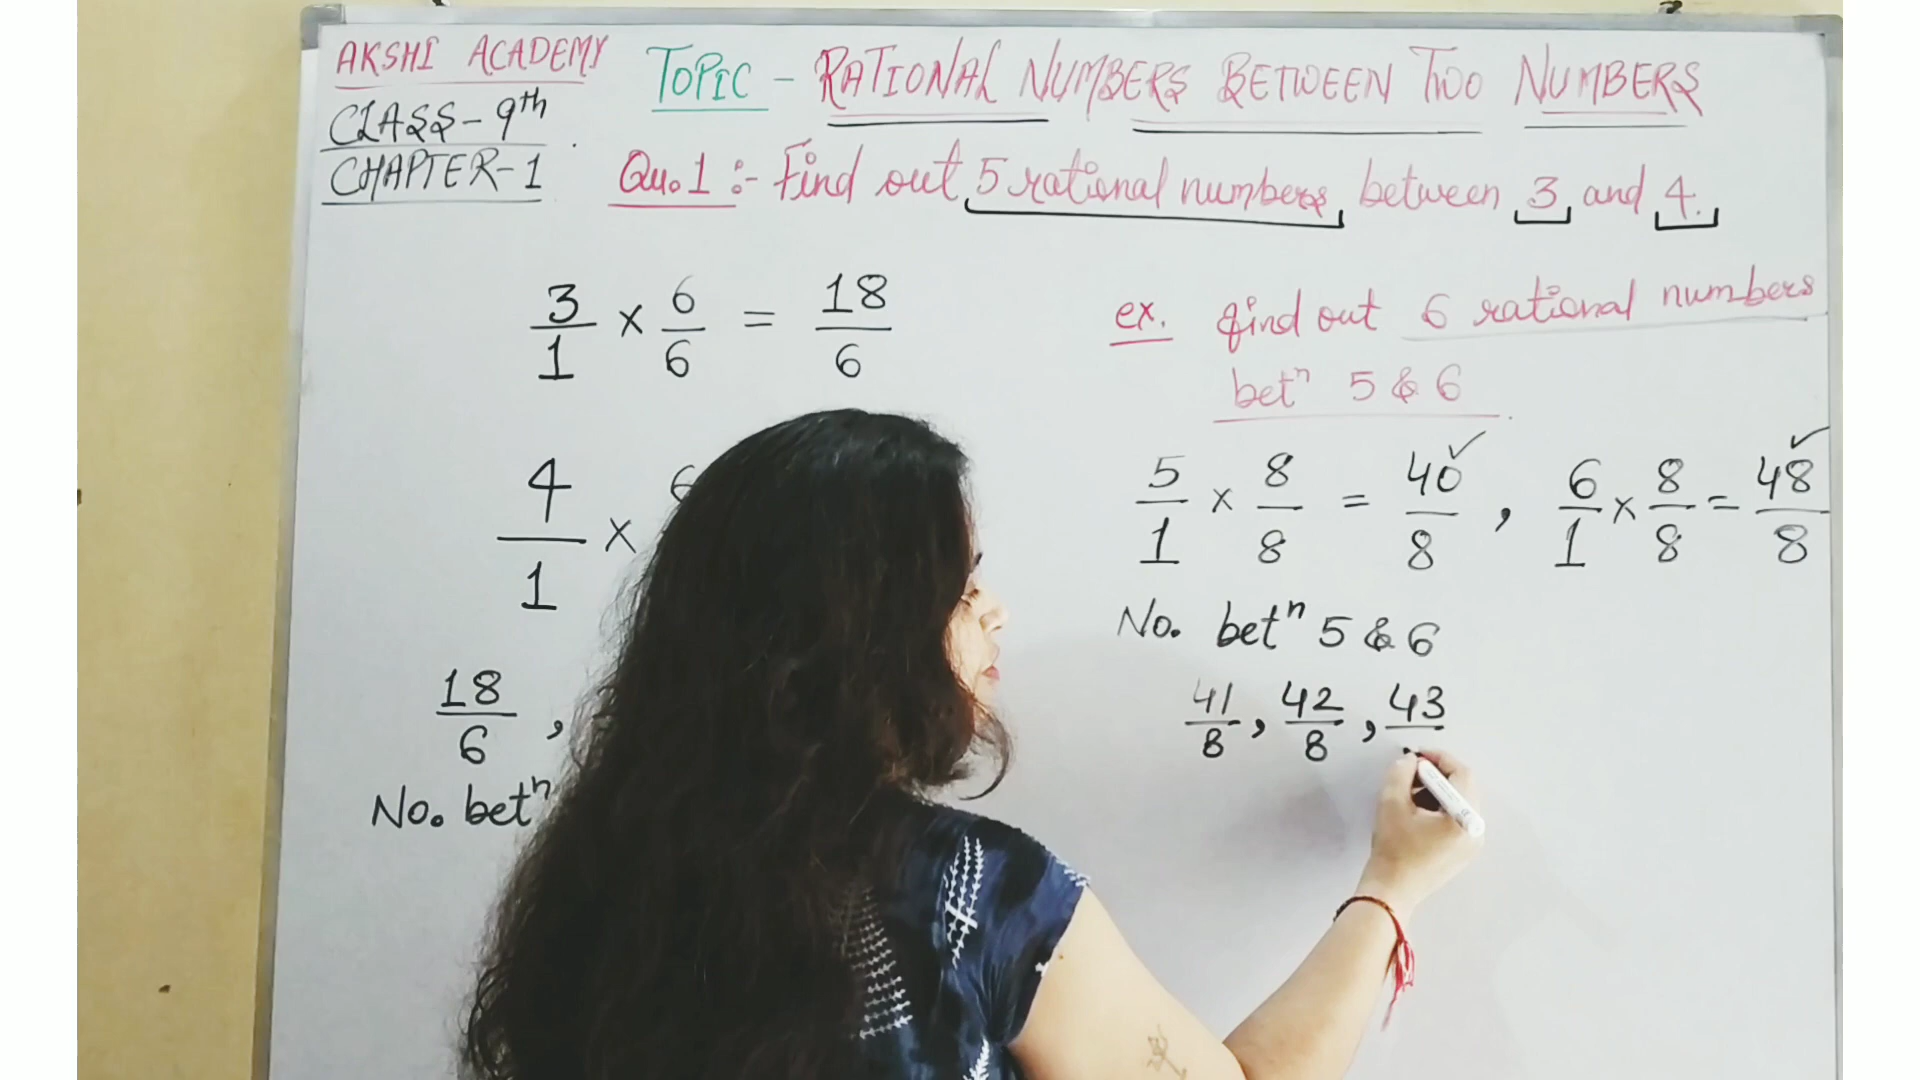 AKSHI ACADEMY
CLASS-9th
CHAPTER-1
TOPIC - RATIONAL NUMBERS BETWEEN TWO NUMBERS
Qu.1 :- Find out 5 rational numbers between 3 and 4.
3/1 × 6/6 = 18/6
4/1 × 6
18/6 ,
No. betⁿ
ex. find out 6 rational numbers
betⁿ 5 & 6
5/1 × 8/8 = 40/8 , 6/1 × 8/8 = 48/8
No. betⁿ 5 & 6
41/8 , 42/8 , 43